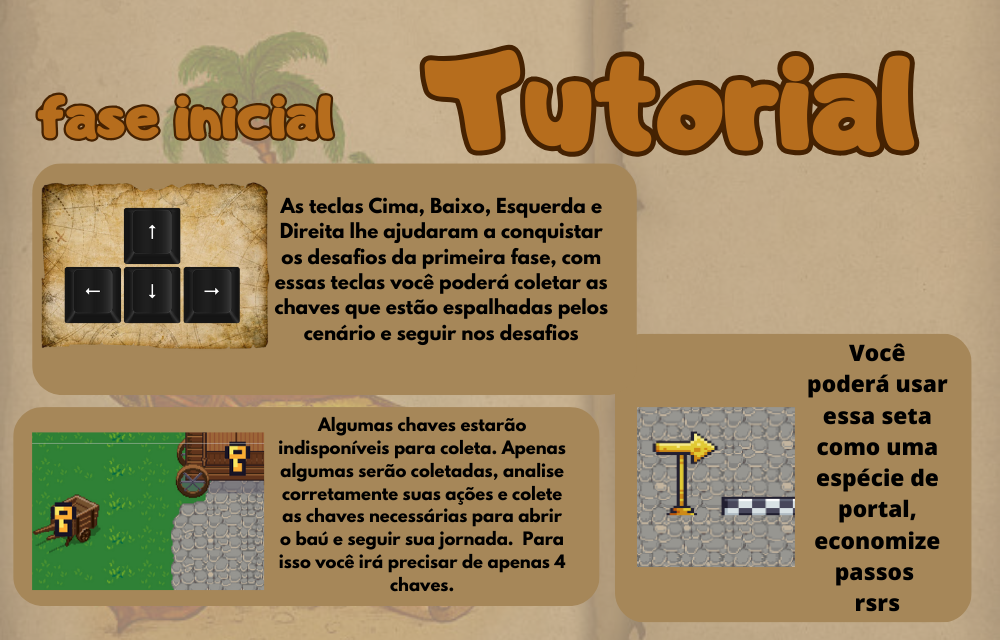 fase inicial
Tutorial
↑
← ↓ →
As teclas Cima, Baixo, Esquerda e
Direita lhe ajudaram a conquistar
os desafios da primeira fase, com
essas teclas você poderá coletar as
chaves que estão espalhadas pelos
cenário e seguir nos desafios
Algumas chaves estarão
indisponíveis para coleta. Apenas
algumas serão coletadas, analise
corretamente suas ações e colete
as chaves necessárias para abrir
o baú e seguir sua jornada. Para
isso você irá precisar de apenas 4
chaves.
Você
poderá usar
essa seta
como uma
espécie de
portal,
economize
passos
rsrs